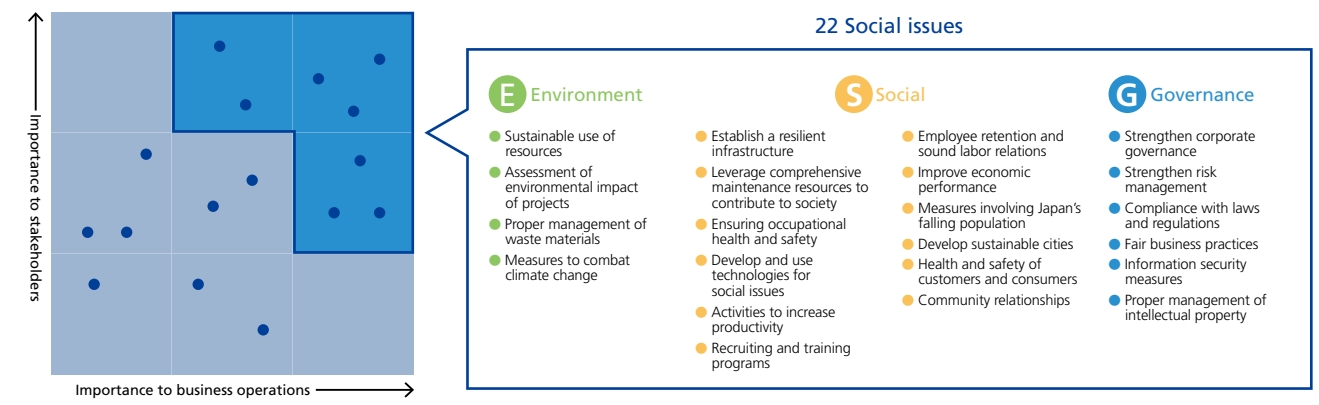 Importance to stakeholders
Importance to business operations
22 Social issues
E Environment
Sustainable use of
resources
Assessment of
environmental impact
of projects
Proper management of
waste materials
Measures to combat
climate change
S Social
Establish a resilient
infrastructure
Leverage comprehensive
maintenance resources to
contribute to society
Ensuring occupational
health and safety
Develop and use
technologies for
social issues
Activities to increase
productivity
Recruiting and training
programs
Employee retention and
sound labor relations
Improve economic
performance
Measures involving Japan's
falling population
Develop sustainable cities
Health and safety of
customers and consumers
Community relationships
G Governance
Strengthen corporate
governance
Strengthen risk
management
Compliance with laws
and regulations
Fair business practices
Information security
measures
Proper management of
intellectual property